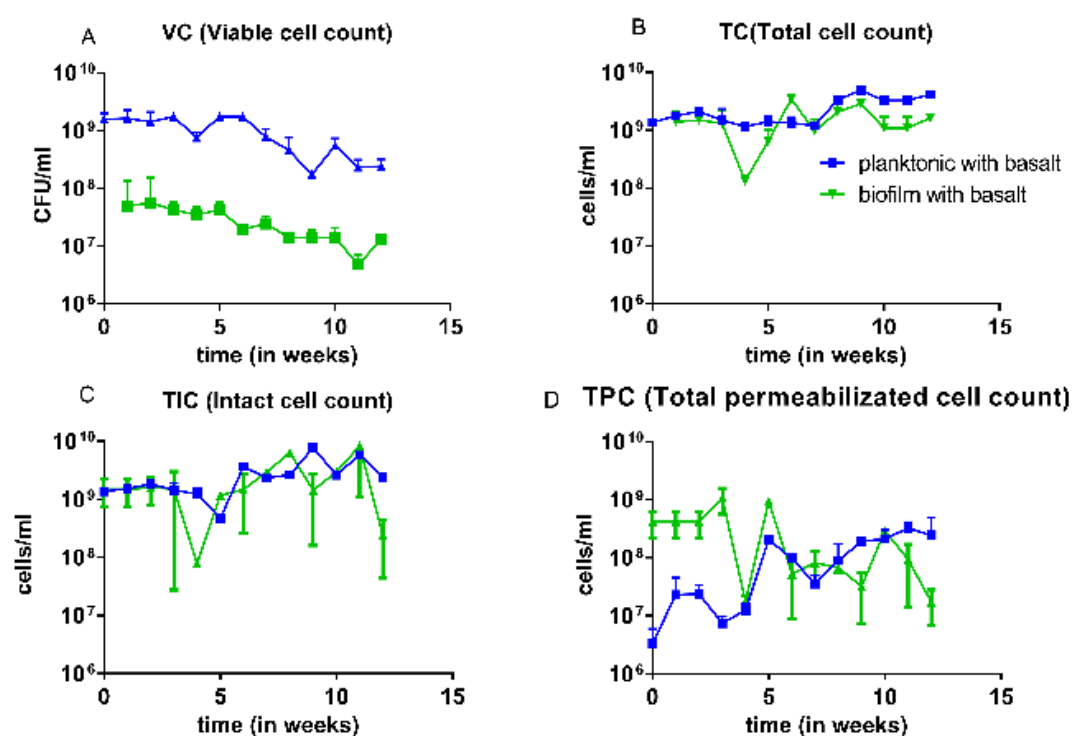 A VC (Viable cell count)
10^10
10^9
10^8
10^7
10^6
CFU/ml
0 5 10 15
time (in weeks)
B TC(Total cell count)
10^10
10^9
10^8
10^7
10^6
cells/ml
planktonic with basalt
biofilm with basalt
0 5 10 15
time (in weeks)
C TIC (Intact cell count)
10^10
10^9
10^8
10^7
10^6
cells/ml
0 5 10 15
time (in weeks)
D TPC (Total permeabilizated cell count)
10^10
10^9
10^8
10^7
10^6
cells/ml
0 5 10 15
time (in weeks)